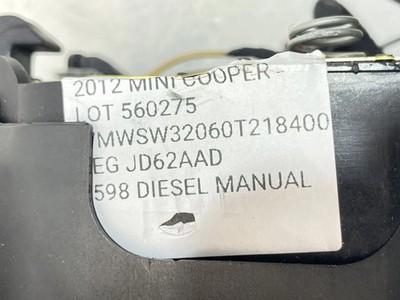 2012 MINI COOPER -
LOT 560275
MWSW32060T218400
EG JD62AAD
598 DIESEL MANUAL